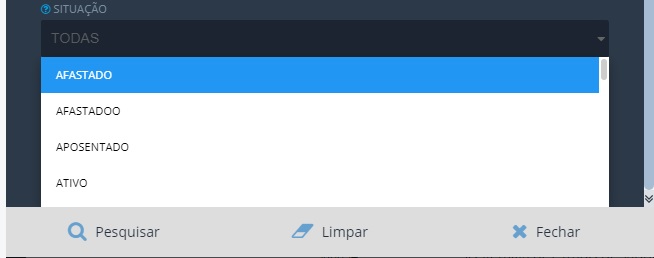 SITUAÇÃO
TODAS
AFASTADO
AFASTADOO
APOSENTADO
ATIVO
Pesquisar Limpar Fechar